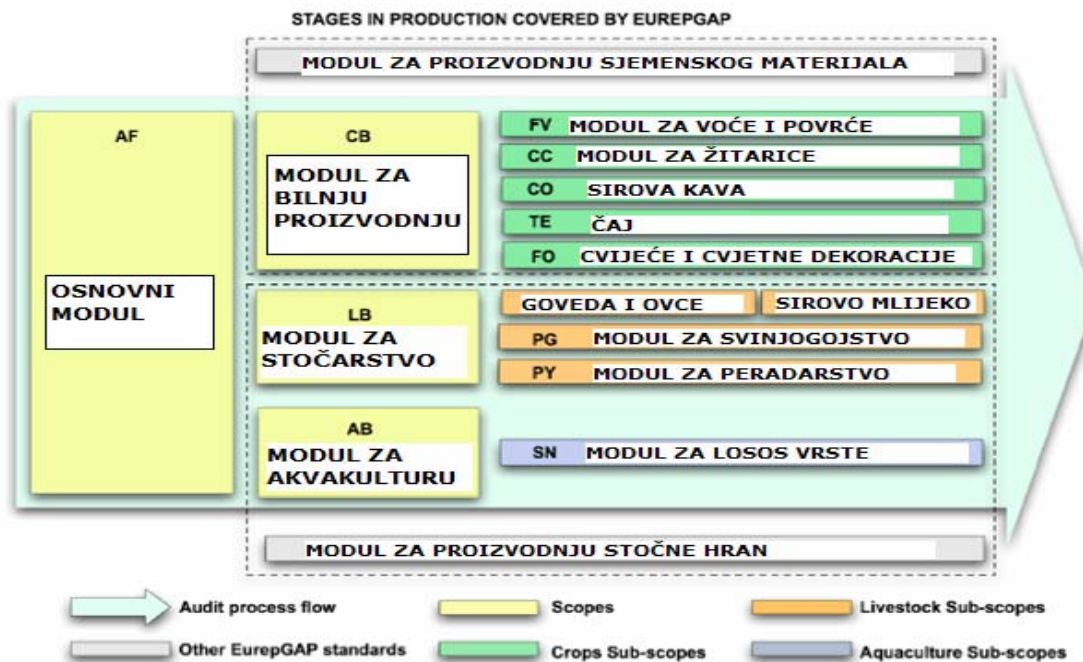 STAGES IN PRODUCTION COVERED BY EUREPGAP
MODUL ZA PROIZVODNJU SJEMENSKOG MATERIJALA
AF
OSNOVNI
MODUL
CB
MODUL ZA
BILNJU
PROIZVODNJU
FV MODUL ZA VOĆE I POVRĆE
CC MODUL ZA ŽITARICE
CO SIROVA KAVA
TE ČAJ
FO CVIJEĆE I CVJETNE DEKORACIJE
LB
MODUL ZA
STOČARSTVO
GOVEDA I OVCE SIROVO MLIJEKO
PG MODUL ZA SVINJOGOJSTVO
PY MODUL ZA PERADARSTVO
AB
MODUL ZA
AKVAKULTURU
SN MODUL ZA LOSOS VRSTE
MODUL ZA PROIZVODNJU STOČNE HRAN
Audit process flow Scopes Livestock Sub-scopes
Other EurepGAP standards Crops Sub-scopes Aquaculture Sub-scopes